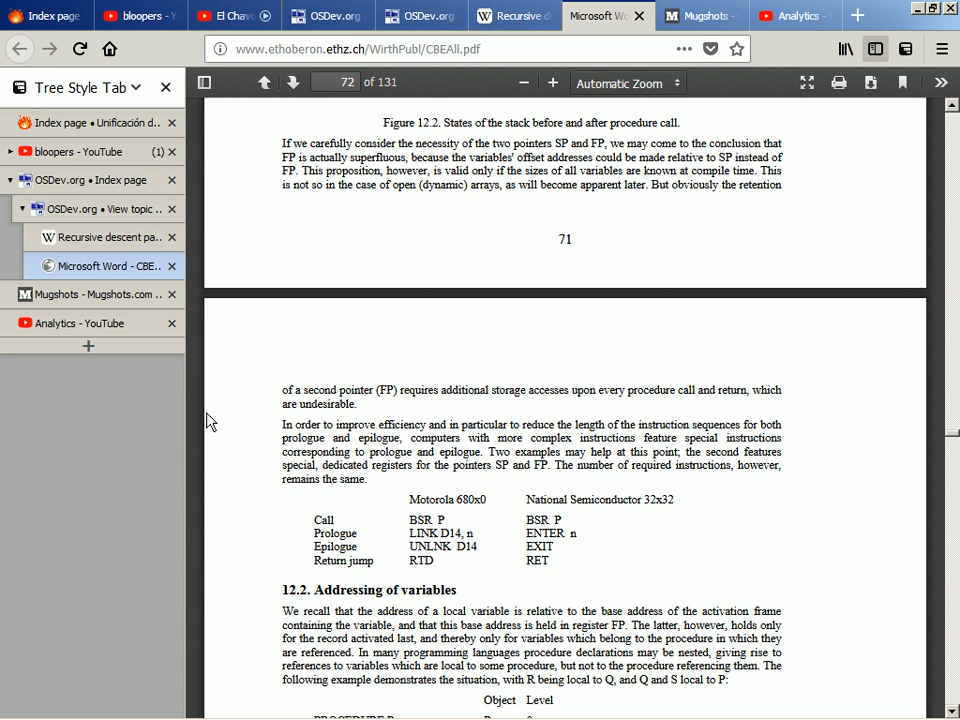 Index page
bloopers - Y
El Chavo
OSDev.org
OSDev.org
Recursive d
Microsoft Wo
Mugshots -
Analytics -
www.ethoberon.ethz.ch/WirthPubl/CBEAll.pdf
Tree Style Tab
72 of 131
Automatic Zoom
Index page • Unificación d...
bloopers - YouTube (1)
OSDev.org • Index page
OSDev.org • View topic ...
Recursive descent pa...
Microsoft Word - CBE...
Mugshots - Mugshots.com ...
Analytics - YouTube
Figure 12.2. States of the stack before and after procedure call.
If we carefully consider the necessity of the two pointers SP and FP, we may come to the conclusion that
FP is actually superfluous, because the variables' offset addresses could be made relative to SP instead of
FP. This proposition, however, is valid only if the sizes of all variables are known at compile time. This
is not so in the case of open (dynamic) arrays, as will become apparent later. But obviously the retention
71
of a second pointer (FP) requires additional storage accesses upon every procedure call and return, which
are undesirable.
In order to improve efficiency and in particular to reduce the length of the instruction sequences for both
prologue and epilogue, computers with more complex instructions feature special instructions
corresponding to prologue and epilogue. Two examples may help at this point; the second features
special, dedicated registers for the pointers SP and FP. The number of required instructions, however,
remains the same.
Motorola 680x0 National Semiconductor 32x32
Call BSR P BSR P
Prologue LINK D14, n ENTER n
Epilogue UNLNK D14 EXIT
Return jump RTD RET
12.2. Addressing of variables
We recall that the address of a local variable is relative to the base address of the activation frame
containing the variable, and that this base address is held in register FP. The latter, however, holds only
for the record activated last, and thereby only for variables which belong to the procedure in which they
are referenced. In many programming languages procedure declarations may be nested, giving rise to
references to variables which are local to some procedure, but not to the procedure referencing them. The
following example demonstrates the situation, with R being local to Q, and Q and S local to P:
Object Level